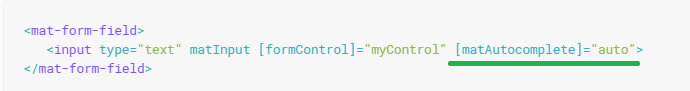 <mat-form-field>
<input type="text" matInput [formControl]="myControl" [matAutocomplete]="auto">
</mat-form-field>